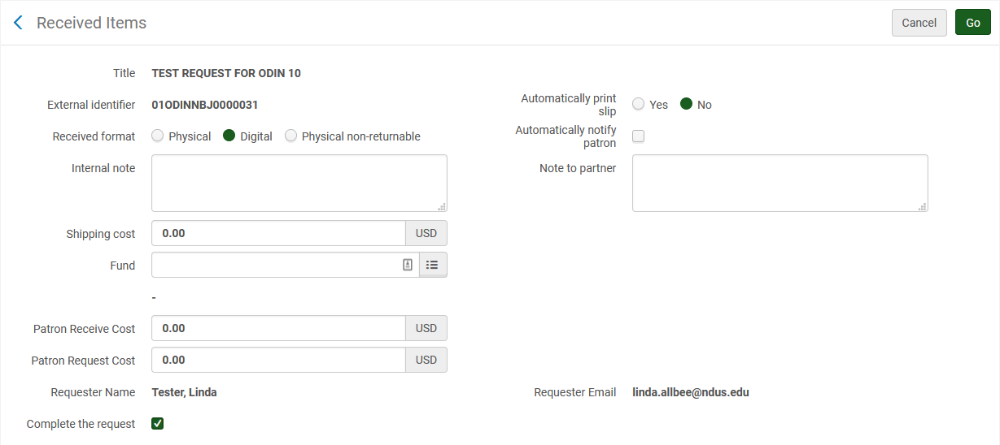 Received Items
Cancel
Go
Title
TEST REQUEST FOR ODIN 10
External identifier
01ODINNBJ0000031
Automatically print
slip
Yes
No
Received format
Physical
Digital
Physical non-returnable
Automatically notify
patron
Internal note
Note to partner
Shipping cost
0.00
USD
Fund
-
Patron Receive Cost
0.00
USD
Patron Request Cost
0.00
USD
Requester Name
Tester, Linda
Requester Email
linda.allbee@ndus.edu
Complete the request